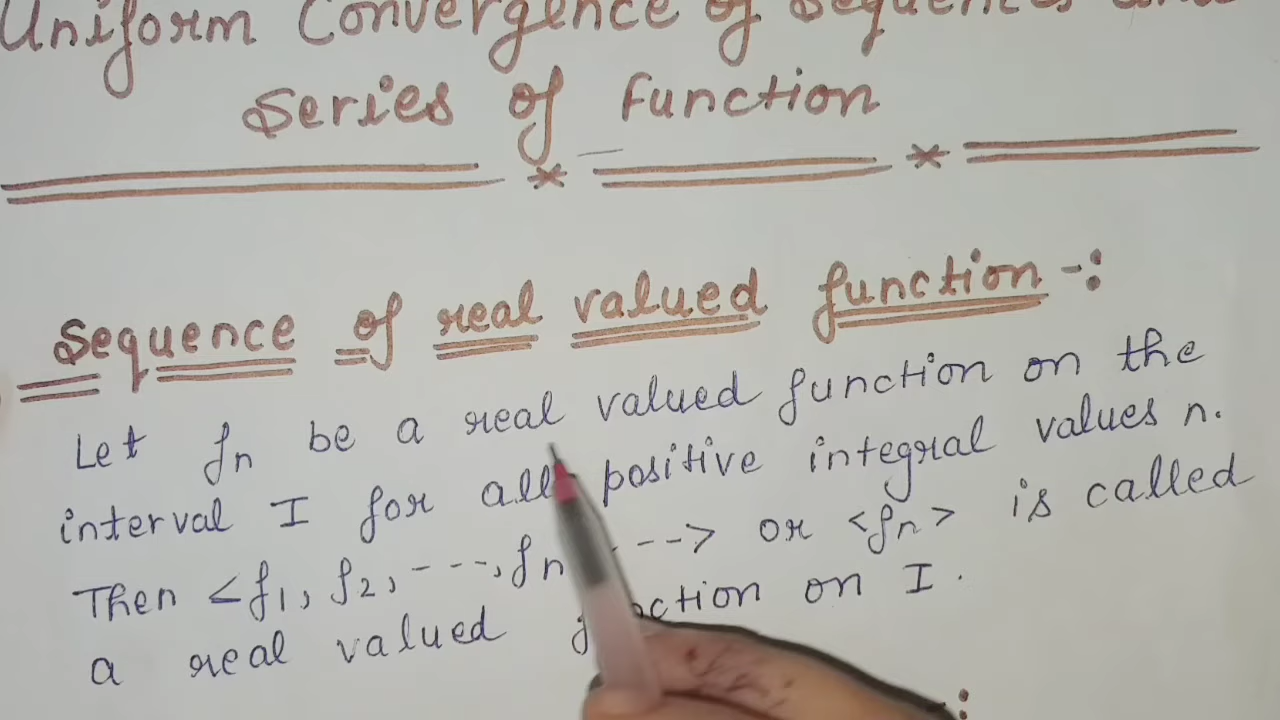 Uniform Convergence of Sequences and
Series of Function
Sequence of real valued function -:
Let fn be a real valued function on the
interval I for all positive integral values n.
Then <f1, f2, ---, fn, ---> or <fn> is called
a real valued function on I.